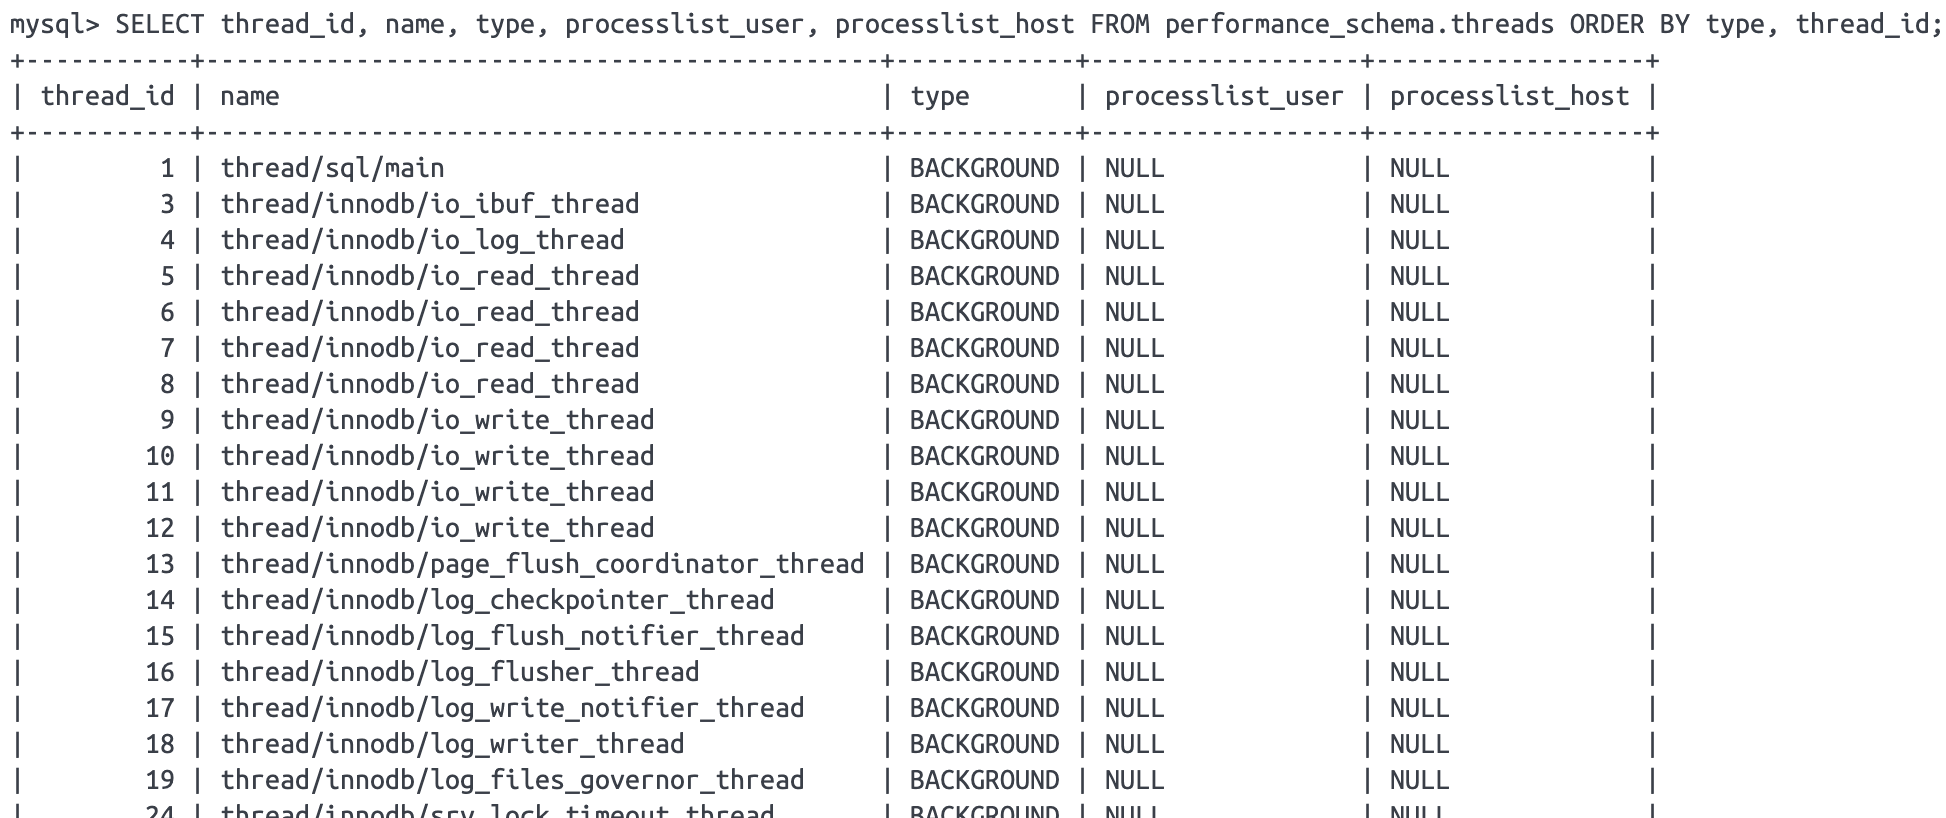 mysql> SELECT thread_id, name, type, processlist_user, processlist_host FROM performance_schema.threads ORDER BY type, thread_id;
+-----------+---------------------------------------------+------------+------------------+------------------+
| thread_id | name                                        | type       | processlist_user | processlist_host |
+-----------+---------------------------------------------+------------+------------------+------------------+
|         1 | thread/sql/main                             | BACKGROUND | NULL             | NULL             |
|         3 | thread/innodb/io_ibuf_thread                | BACKGROUND | NULL             | NULL             |
|         4 | thread/innodb/io_log_thread                 | BACKGROUND | NULL             | NULL             |
|         5 | thread/innodb/io_read_thread                | BACKGROUND | NULL             | NULL             |
|         6 | thread/innodb/io_read_thread                | BACKGROUND | NULL             | NULL             |
|         7 | thread/innodb/io_read_thread                | BACKGROUND | NULL             | NULL             |
|         8 | thread/innodb/io_read_thread                | BACKGROUND | NULL             | NULL             |
|         9 | thread/innodb/io_write_thread               | BACKGROUND | NULL             | NULL             |
|        10 | thread/innodb/io_write_thread               | BACKGROUND | NULL             | NULL             |
|        11 | thread/innodb/io_write_thread               | BACKGROUND | NULL             | NULL             |
|        12 | thread/innodb/io_write_thread               | BACKGROUND | NULL             | NULL             |
|        13 | thread/innodb/page_flush_coordinator_thread | BACKGROUND | NULL             | NULL             |
|        14 | thread/innodb/log_checkpointer_thread       | BACKGROUND | NULL             | NULL             |
|        15 | thread/innodb/log_flush_notifier_thread     | BACKGROUND | NULL             | NULL             |
|        16 | thread/innodb/log_flusher_thread            | BACKGROUND | NULL             | NULL             |
|        17 | thread/innodb/log_write_notifier_thread     | BACKGROUND | NULL             | NULL             |
|        18 | thread/innodb/log_writer_thread             | BACKGROUND | NULL             | NULL             |
|        19 | thread/innodb/log_files_governor_thread     | BACKGROUND | NULL             | NULL             |
|        24 | thread/innodb/srv_lock_timeout_thread       | BACKGROUND | NULL             | NULL             |